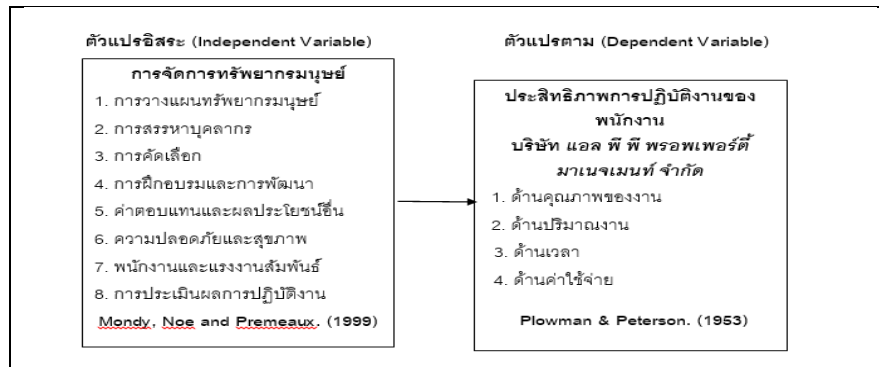 ตัวแปรอิสระ (Independent Variable)
การจัดการทรัพยากรมนุษย์
1. การวางแผนทรัพยากรมนุษย์
2. การสรรหาบุคลากร
3. การคัดเลือก
4. การฝึกอบรมและการพัฒนา
5. ค่าตอบแทนและผลประโยชน์อื่น
6. ความปลอดภัยและสุขภาพ
7. พนักงานและแรงงานสัมพันธ์
8. การประเมินผลการปฏิบัติงาน
Mondy, Noe and Premeaux. (1999)
ตัวแปรตาม (Dependent Variable)
ประสิทธิภาพการปฏิบัติงานของ
พนักงาน
บริษัท แอล พี พี พรอพเพอร์ตี้
มาเนจเมนท์ จำกัด
1. ด้านคุณภาพของงาน
2. ด้านปริมาณงาน
3. ด้านเวลา
4. ด้านค่าใช้จ่าย
Plowman & Peterson. (1953)